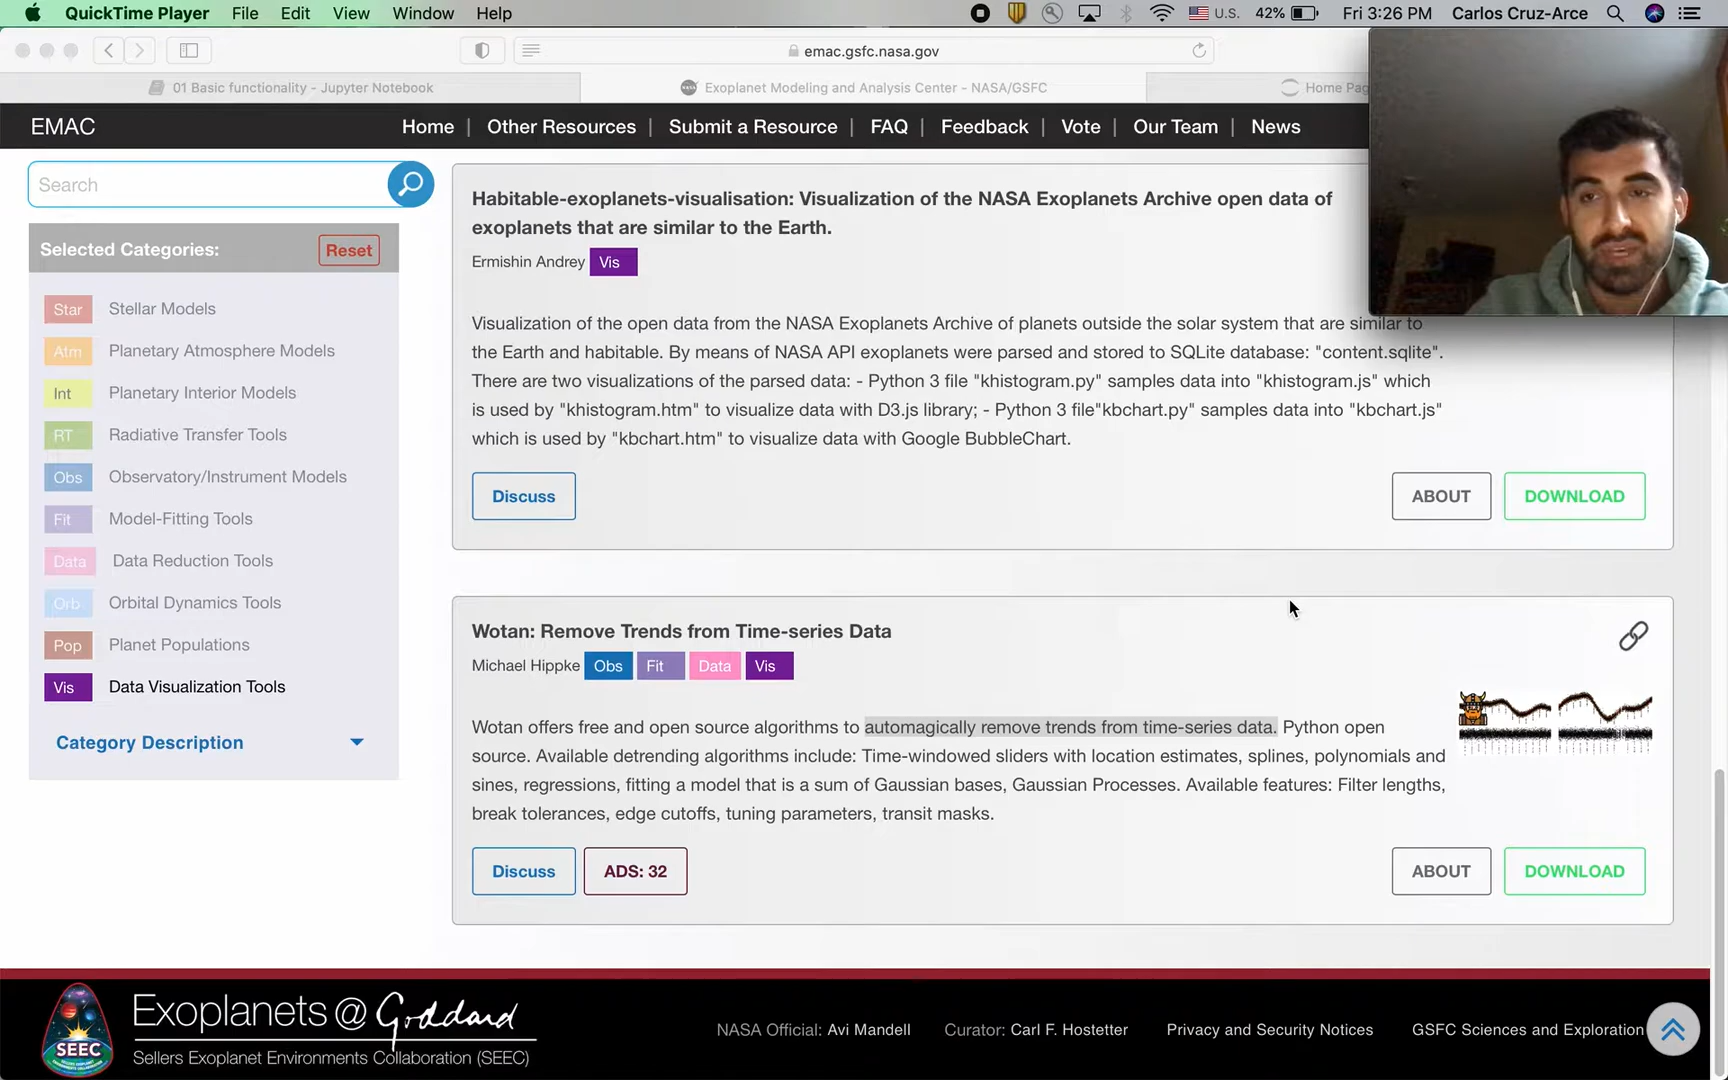 QuickTime Player File Edit View Window Help U.S. 42% Fri 3:26 PM Carlos Cruz-Arce
emac.gsfc.nasa.gov
01 Basic functionality - Jupyter Notebook Exoplanet Modeling and Analysis Center - NASA/GSFC Home Pag
EMAC Home | Other Resources | Submit a Resource | FAQ | Feedback | Vote | Our Team | News
Search
Selected Categories: Reset
Star Stellar Models
Atm Planetary Atmosphere Models
Int Planetary Interior Models
RT Radiative Transfer Tools
Obs Observatory/Instrument Models
Fit Model-Fitting Tools
Data Data Reduction Tools
Orb Orbital Dynamics Tools
Pop Planet Populations
Vis Data Visualization Tools
Category Description
Habitable-exoplanets-visualisation: Visualization of the NASA Exoplanets Archive open data of
exoplanets that are similar to the Earth.
Ermishin Andrey Vis
Visualization of the open data from the NASA Exoplanets Archive of planets outside the solar system that are similar to
the Earth and habitable. By means of NASA API exoplanets were parsed and stored to SQLite database: "content.sqlite".
There are two visualizations of the parsed data: - Python 3 file "khistogram.py" samples data into "khistogram.js" which
is used by "khistogram.htm" to visualize data with D3.js library; - Python 3 file"kbchart.py" samples data into "kbchart.js"
which is used by "kbchart.htm" to visualize data with Google BubbleChart.
Discuss ABOUT DOWNLOAD
Wotan: Remove Trends from Time-series Data
Michael Hippke Obs Fit Data Vis
Wotan offers free and open source algorithms to automagically remove trends from time-series data. Python open
source. Available detrending algorithms include: Time-windowed sliders with location estimates, splines, polynomials and
sines, regressions, fitting a model that is a sum of Gaussian bases, Gaussian Processes. Available features: Filter lengths,
break tolerances, edge cutoffs, tuning parameters, transit masks.
Discuss ADS: 32 ABOUT DOWNLOAD
SEEC
Exoplanets @ Goddard
Sellers Exoplanet Environments Collaboration (SEEC)
NASA Official: Avi Mandell Curator: Carl F. Hostetter Privacy and Security Notices GSFC Sciences and Exploration